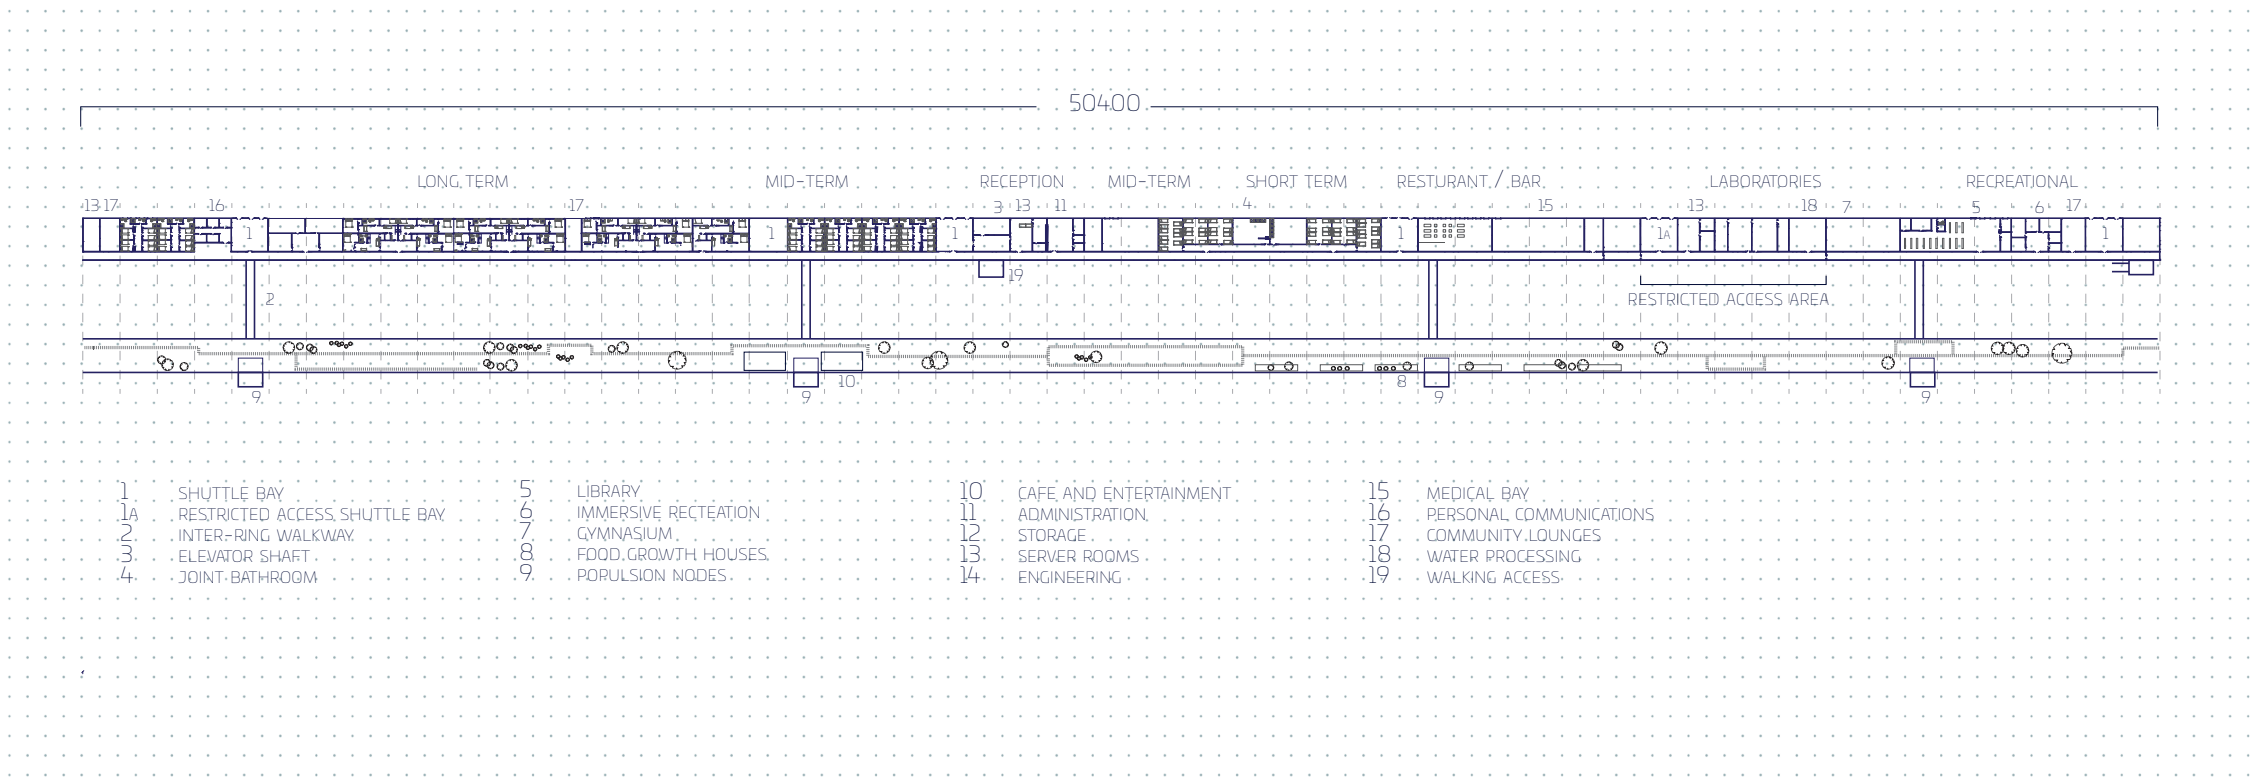 50400
LONG TERM MID-TERM RECEPTION MID-TERM SHORT TERM RESTURANT / BAR LABORATORIES RECREATIONAL
13 17 16 17 3 13 11 4 15 13 18 7 5 6 17
1 1 1 1 1A 1
19
2 RESTRICTED ACCESS AREA
10 8
9 9 9 9
1 SHUTTLE BAY
1A RESTRICTED ACCESS SHUTTLE BAY
2 INTER-RING WALKWAY
3 ELEVATOR SHAFT
4 JOINT BATHROOM
5 LIBRARY
6 IMMERSIVE RECTEATION
7 GYMNASIUM
8 FOOD GROWTH HOUSES
9 POPULSION NODES
10 CAFE AND ENTERTAINMENT
11 ADMINISTRATION
12 STORAGE
13 SERVER ROOMS
14 ENGINEERING
15 MEDICAL BAY
16 PERSONAL COMMUNICATIONS
17 COMMUNITY LOUNGES
18 WATER PROCESSING
19 WALKING ACCESS